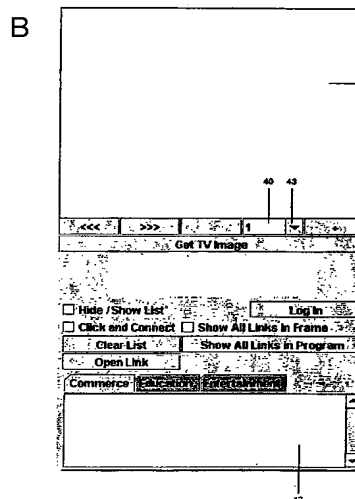 B
40 43
<<< >>> 1
Get TV Image
Hide / Show List Log In
Click and Connect Show All Links In Frame
Clear List Show All Links in Program
Open Link
Commerce Education Entertainment